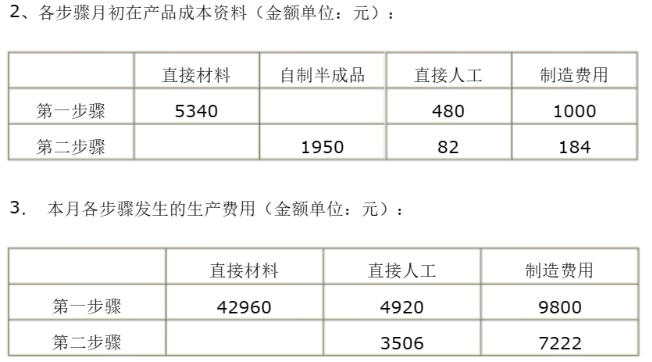 2、各步骤月初在产品成本资料（金额单位：元）：
直接材料 自制半成品 直接人工 制造费用
第一步骤 5340 480 1000
第二步骤 1950 82 184
3. 本月各步骤发生的生产费用（金额单位：元）：
直接材料 直接人工 制造费用
第一步骤 42960 4920 9800
第二步骤 3506 7222